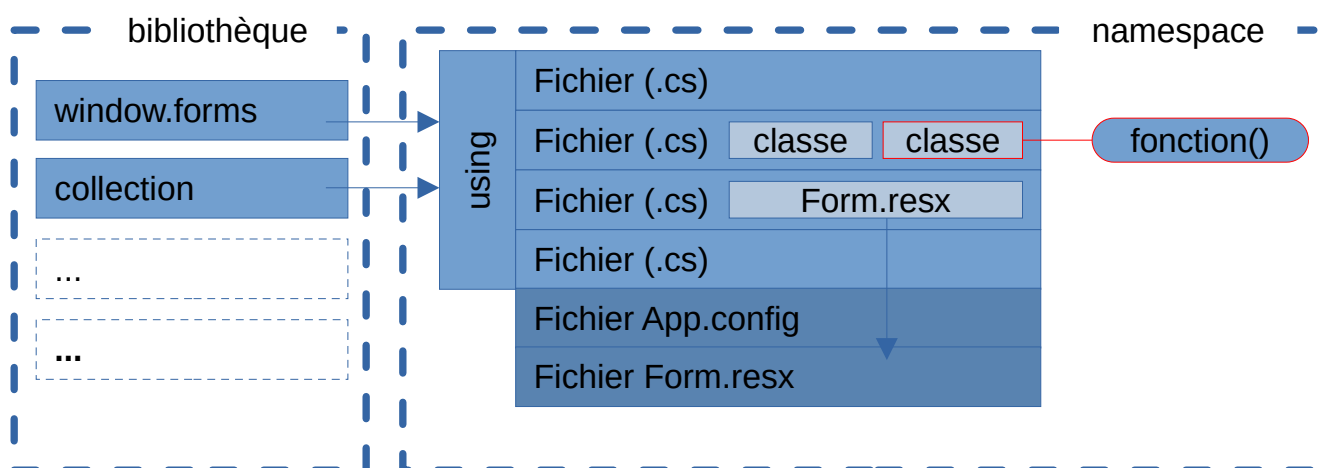 bibliothèque
window.forms
collection
...
...
namespace
using
Fichier (.cs)
Fichier (.cs) classe classe fonction()
Fichier (.cs) Form.resx
Fichier (.cs)
Fichier App.config
Fichier Form.resx